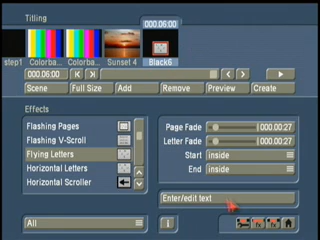 Titling
000.06:00
step1
Colorba...
Colorba...
Sunset 4
Black6
000.06:00
Scene
Full Size
Add
Remove
Preview
Create
Effects
Flashing Pages
Flashing V-Scroll
Flying Letters
Horizontal Letters
Horizontal Scroller
Page Fade
000.00:27
Letter Fade
000.00:27
Start
inside
End
inside
Enter/edit text
All
i